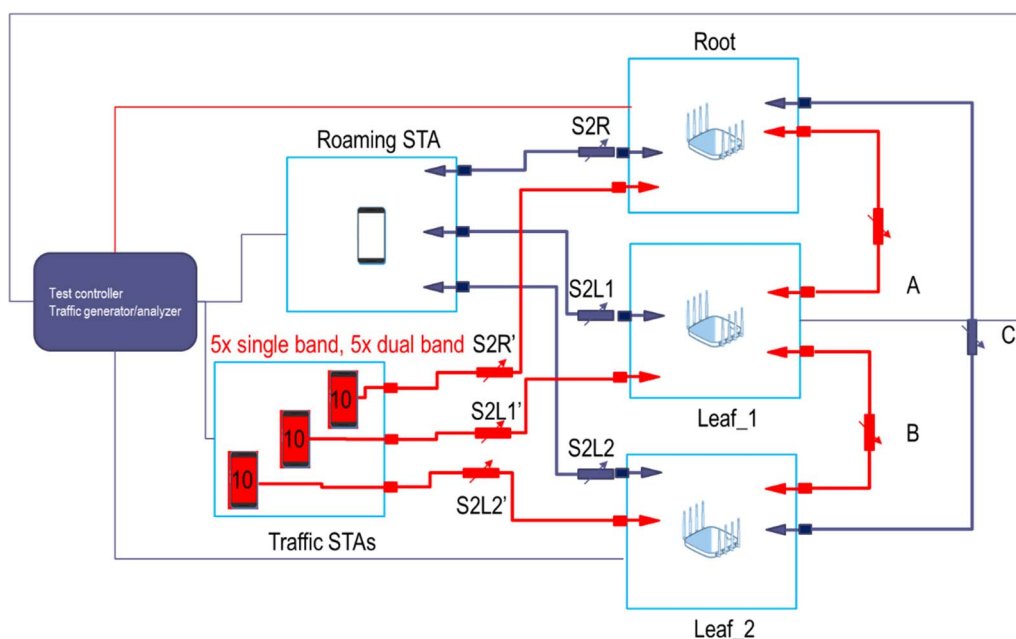 Root
S2R
Roaming STA
Test controller
Traffic generator/analyzer
S2L1
A
C
5x single band, 5x dual band
S2R’
10
S2L1’
10
Leaf_1
B
S2L2
10
S2L2’
Traffic STAs
Leaf_2